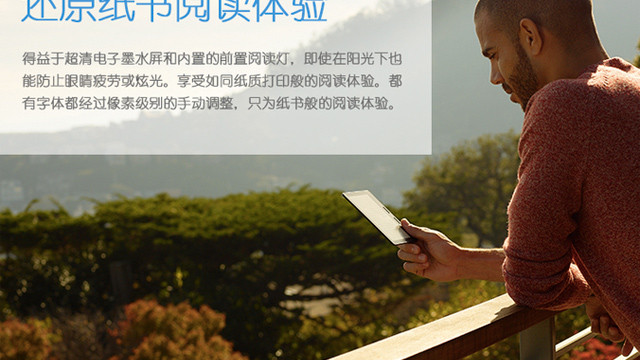 还原纸书阅读体验
得益于超清电子墨水屏和内置的前置阅读灯，即使在阳光下也
能防止眼睛疲劳或炫光。享受如同纸质打印般的阅读体验。都
有字体都经过像素级别的手动调整，只为纸书般的阅读体验。